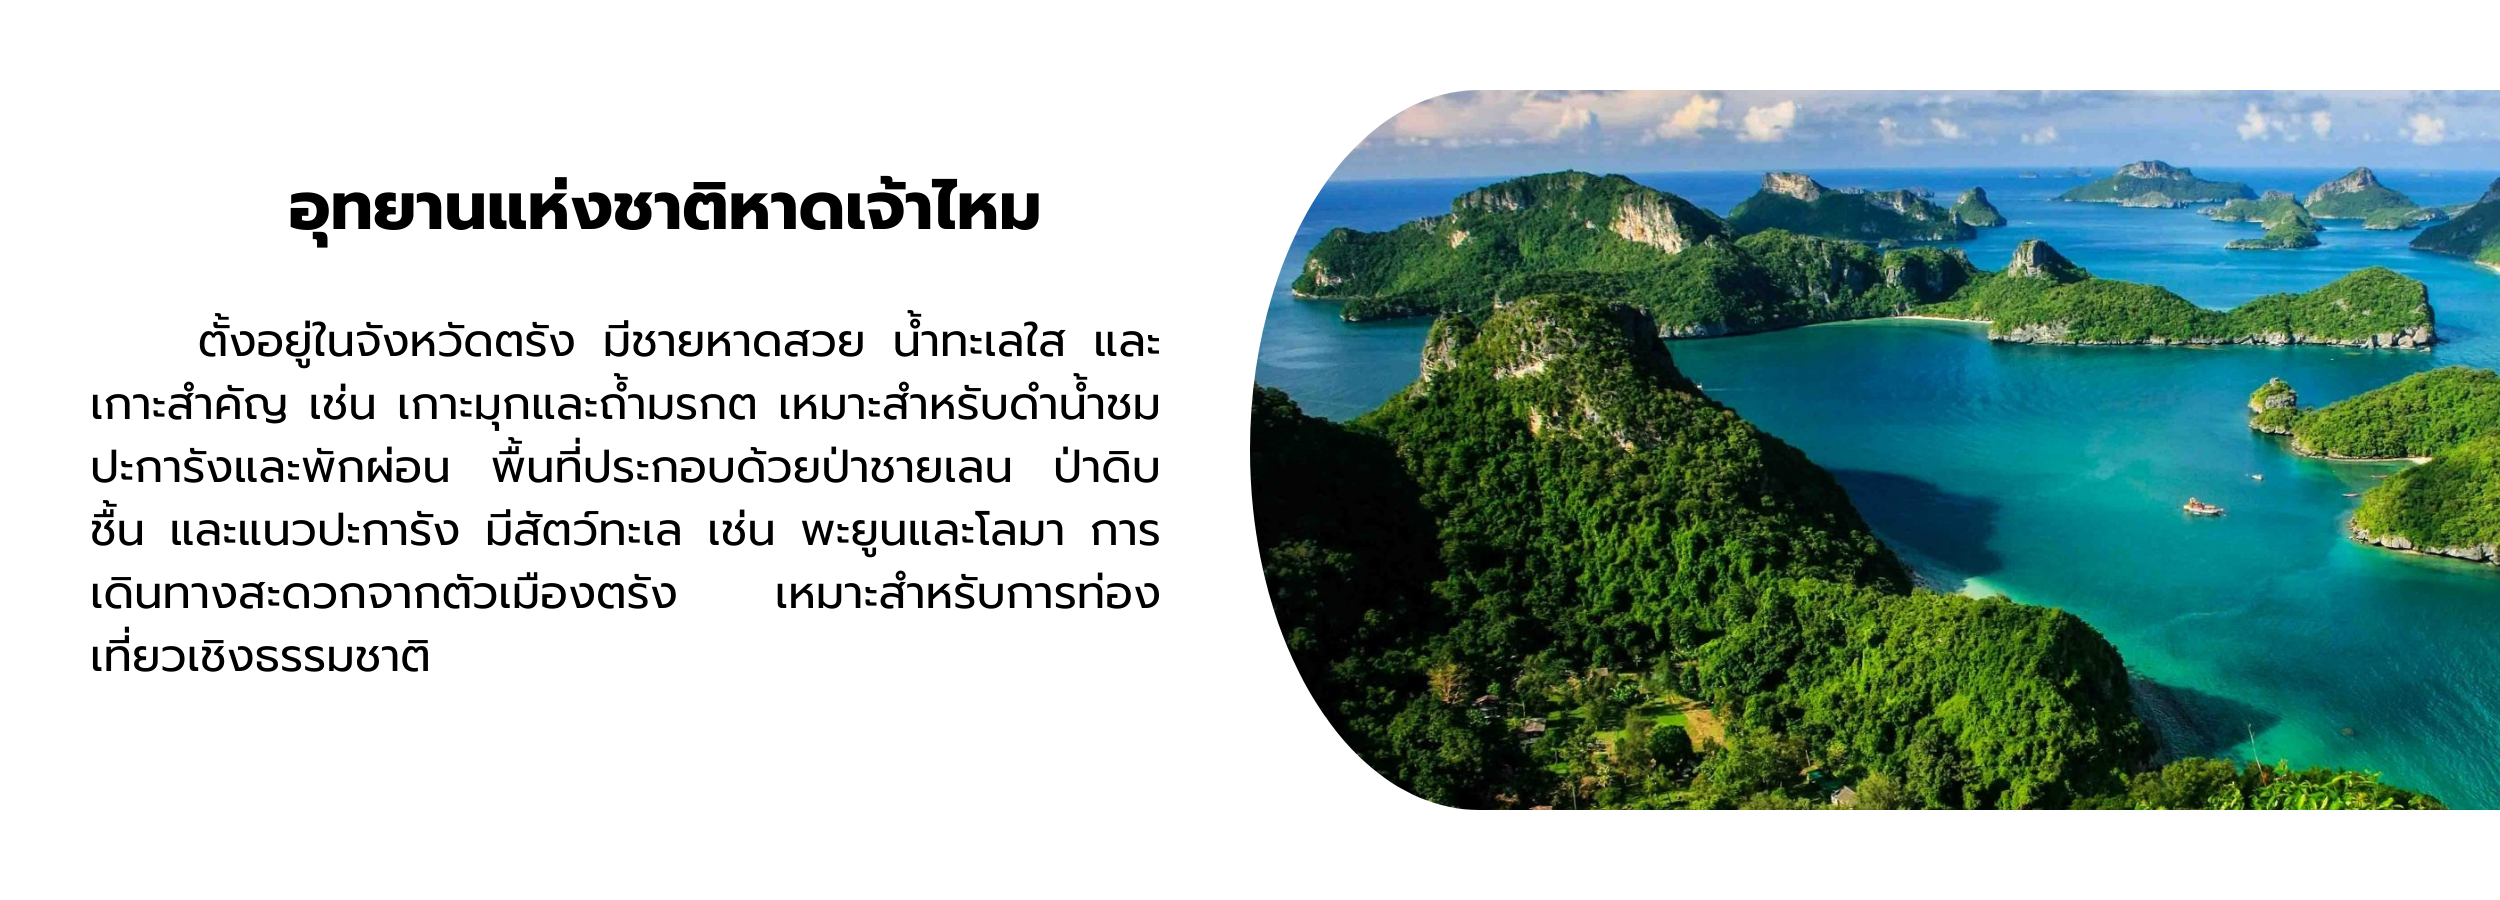 อุทยานแห่งชาติหาดเจ้าไหม
ตั้งอยู่ในจังหวัดตรัง มีชายหาดสวย น้ำทะเลใส และ
เกาะสำคัญ เช่น เกาะมุกและถ้ำมรกต เหมาะสำหรับดำน้ำชม
ปะการังและพักผ่อน พื้นที่ประกอบด้วยป่าชายเลน ป่าดิบ
ชื้น และแนวปะการัง มีสัตว์ทะเล เช่น พะยูนและโลมา การ
เดินทางสะดวกจากตัวเมืองตรัง เหมาะสำหรับการท่อง
เที่ยวเชิงธรรมชาติ